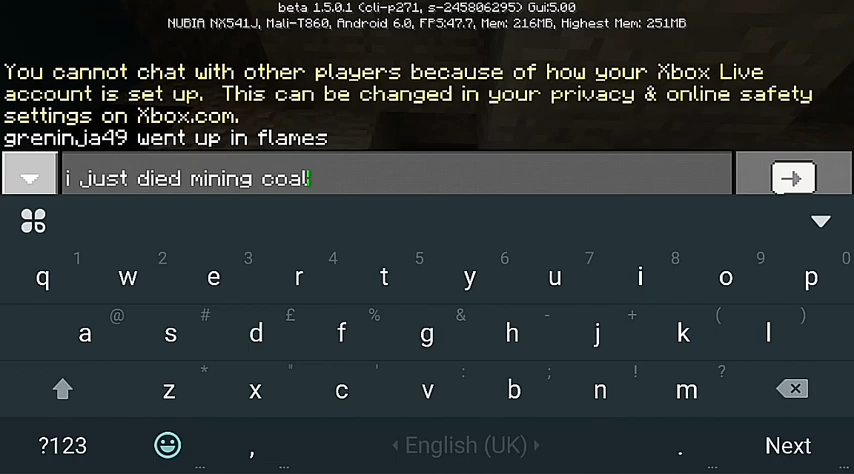 beta 1.5.0.1 (cli-p271, s-245806295) Gui:5.00
NUBIA NX541J, Mali-T860, Android 6.0, FPS:47.7, Mem: 216MB, Highest Mem: 251MB
You cannot chat with other players because of how your Xbox Live
account is set up.  This can be changed in your privacy & online safety
settings on Xbox.com.
greninja49 went up in flames
i just died mining coal
1 2 3 4 5 6 7 8 9 0
q w e r t y u i o p
@ # £ % & - + ( )
a s d f g h j k l
* " ' : ; ! ?
z x c v b n m
?123 , English (UK) . Next